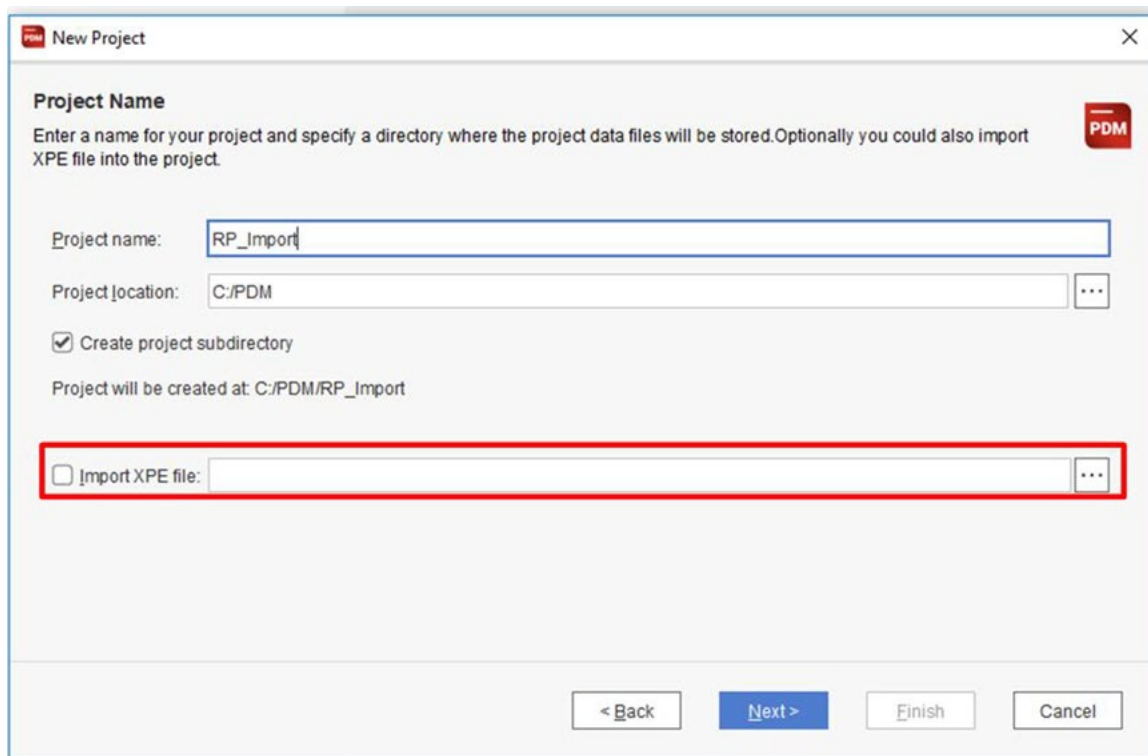 PDM New Project
Project Name
Enter a name for your project and specify a directory where the project data files will be stored.Optionally you could also import
XPE file into the project.
PDM
Project name: RP_Import
Project location: C:/PDM ...
Create project subdirectory
Project will be created at: C:/PDM/RP_Import
Import XPE file: ...
< Back Next > Finish Cancel